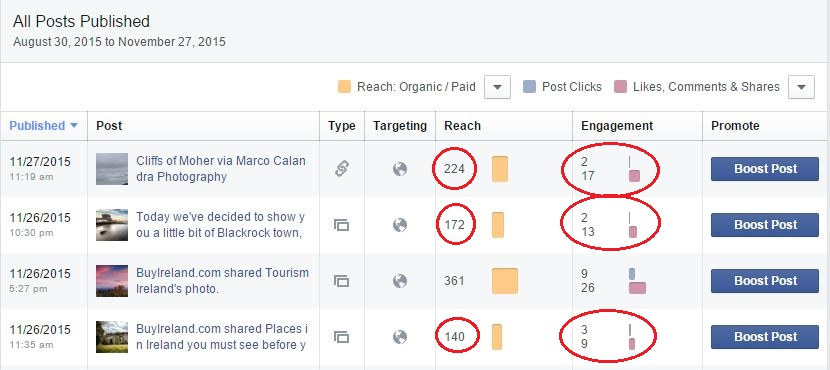 All Posts Published
August 30, 2015 to November 27, 2015
Reach: Organic / Paid Post Clicks Likes, Comments & Shares
Published Post Type Targeting Reach Engagement Promote
11/27/2015
11:19 am
Cliffs of Moher via Marco Calan
dra Photography
224
2
17
Boost Post
11/26/2015
10:30 pm
Today we've decided to show y
ou a little bit of Blackrock town,
172
2
13
Boost Post
11/26/2015
5:27 pm
BuyIreland.com shared Tourism
Ireland's photo.
361
9
26
Boost Post
11/26/2015
11:35 am
BuyIreland.com shared Places i
n Ireland you must see before y
140
3
9
Boost Post